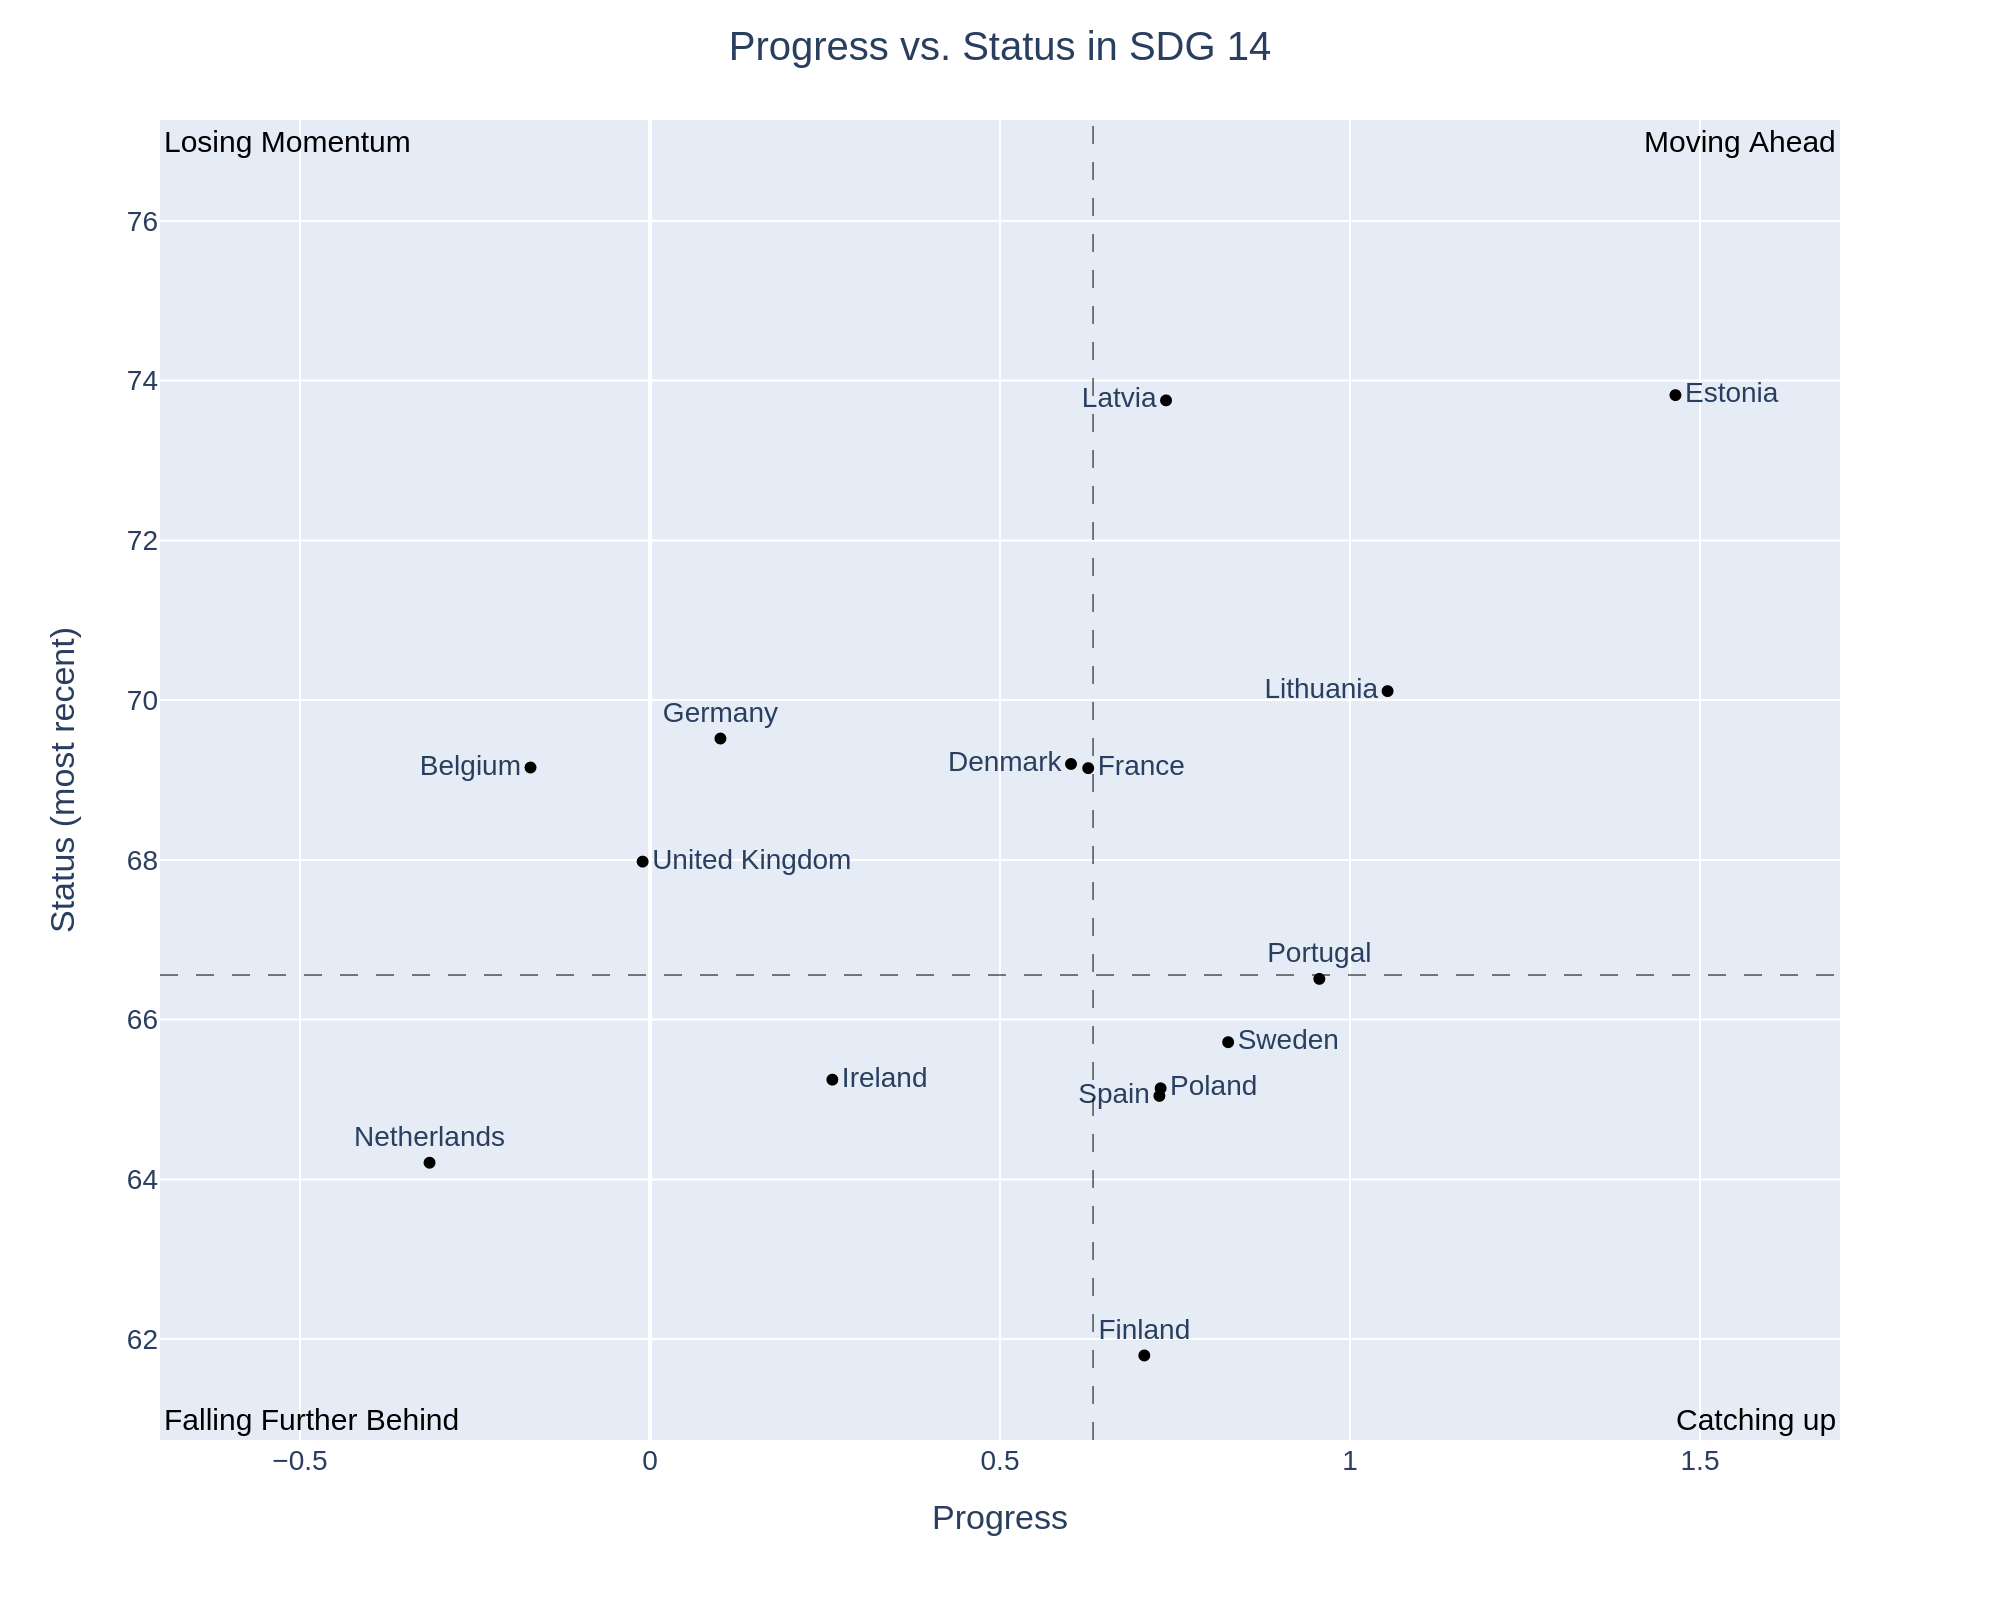 Progress vs. Status in SDG 14
Losing Momentum
Moving Ahead
76
74
Latvia
Estonia
72
70
Lithuania
Germany
Belgium
Denmark
France
68
United Kingdom
Portugal
66
Sweden
Ireland
Poland
Spain
Netherlands
64
Finland
62
Falling Further Behind
Catching up
−0.5
0
0.5
1
1.5
Progress
Status (most recent)